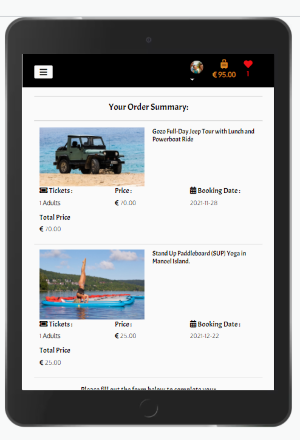 € 95.00 1
Your Order Summary:
Gozo Full-Day Jeep Tour with Lunch and
Powerboat Ride
Tickets : Price : Booking Date :
1 Adults € 70.00 2021-11-28
Total Price
€ 70.00
Stand Up Paddleboard (SUP) Yoga in
Manoel Island.
Tickets : Price : Booking Date :
1 Adults € 25.00 2021-12-22
Total Price
€ 25.00
Please fill out the form below to complete your